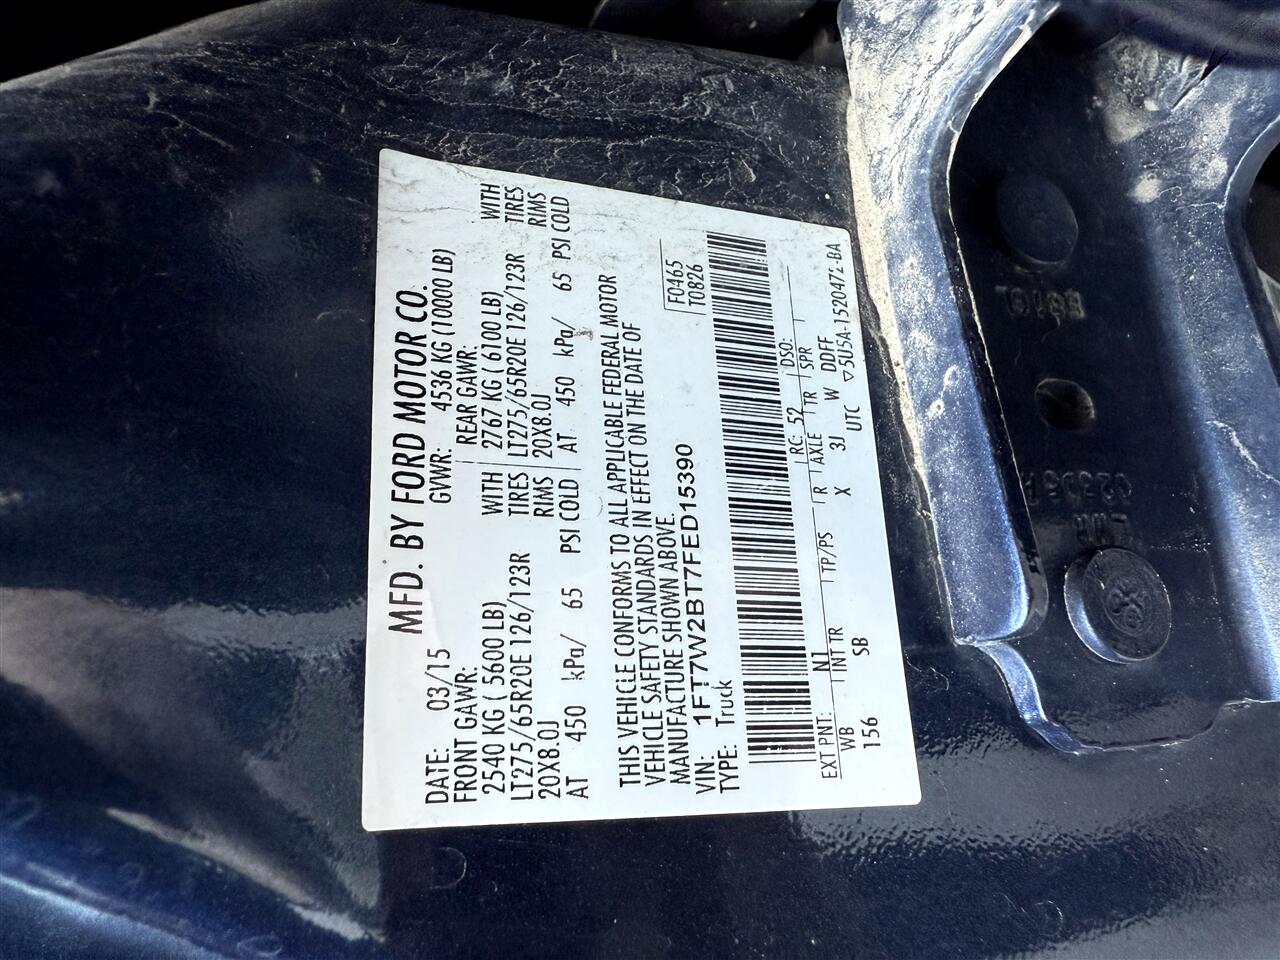 MFD. BY FORD MOTOR CO.
DATE: 03/15 GVWR: 4536 KG (10000 LB)
FRONT GAWR: REAR GAWR:
2540 KG ( 5600 LB) WITH 2767 KG ( 6100 LB) WITH
LT275/65R20E 126/123R TIRES LT275/65R20E 126/123R TIRES
20X8.0J RIMS 20X8.0J RIMS
AT 450 kPa/ 65 PSI COLD AT 450 kPa/ 65 PSI COLD
THIS VEHICLE CONFORMS TO ALL APPLICABLE FEDERAL MOTOR
VEHICLE SAFETY STANDARDS IN EFFECT ON THE DATE OF
MANUFACTURE SHOWN ABOVE.
VIN: 1FT7W2BT7FED15390
TYPE: Truck
F0465
T0826
EXT PNT: N1 RC: 52 DSO:
WB INT TR TP/PS R AXLE TR SPR
156 SB X 3J W DDFF
UTC ▽5U5A-1520472-BA